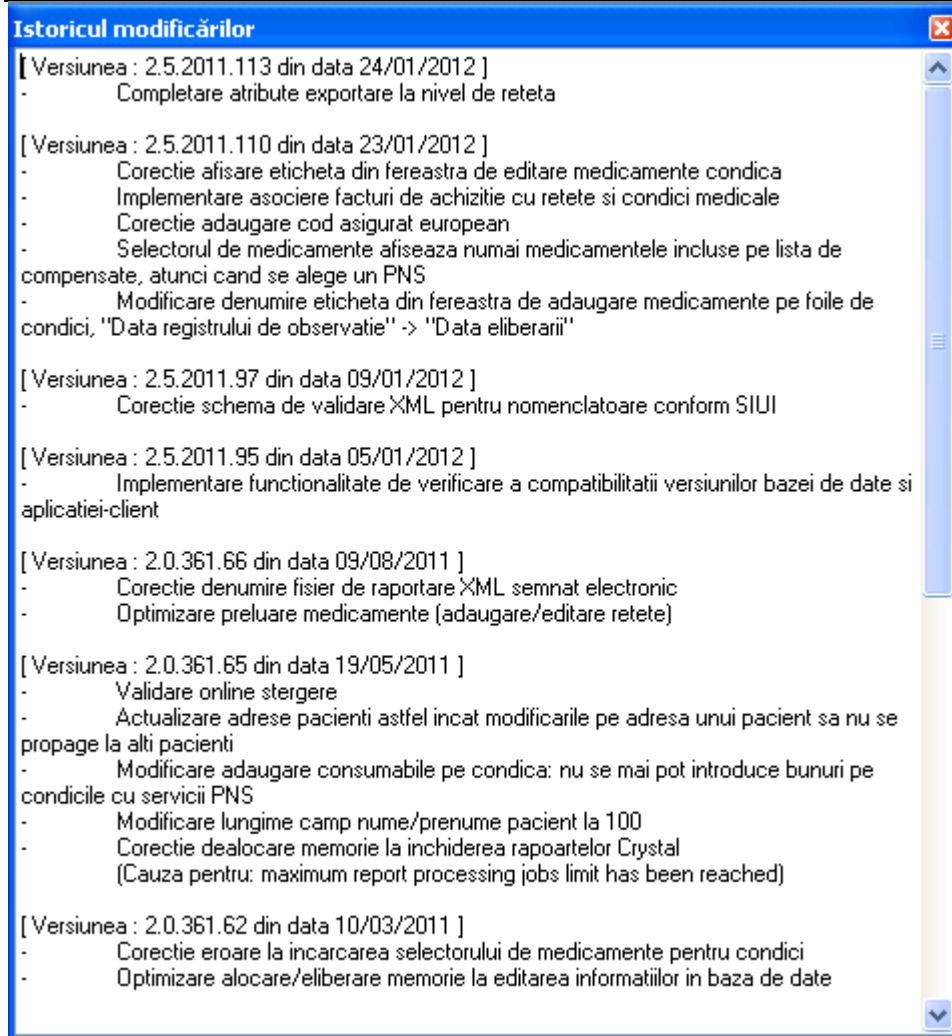 Istoricul modificărilor
[ Versiunea : 2.5.2011.113 din data 24/01/2012 ]
- Completare atribute exportare la nivel de reteta
[ Versiunea : 2.5.2011.110 din data 23/01/2012 ]
- Corectie afisare eticheta din fereastra de editare medicamente condica
- Implementare asociere facturi de achizitie cu retete si condici medicale
- Corectie adaugare cod asigurat european
- Selectorul de medicamente afiseaza numai medicamentele incluse pe lista de
compensate, atunci cand se alege un PNS
- Modificare denumire eticheta din fereastra de adaugare medicamente pe foile de
condici, "Data registrului de observatie" -> "Data eliberarii"
[ Versiunea : 2.5.2011.97 din data 09/01/2012 ]
- Corectie schema de validare XML pentru nomenclatoare conform SIUI
[ Versiunea : 2.5.2011.95 din data 05/01/2012 ]
- Implementare functionalitate de verificare a compatibilitatii versiunilor bazei de date si
aplicatiei-client
[ Versiunea : 2.0.361.66 din data 09/08/2011 ]
- Corectie denumire fisier de raportare XML semnat electronic
- Optimizare preluare medicamente (adaugare/editare retete)
[ Versiunea : 2.0.361.65 din data 19/05/2011 ]
- Validare online stergere
- Actualizare adrese pacienti astfel incat modificarile pe adresa unui pacient sa nu se
propage la alti pacienti
- Modificare adaugare consumabile pe condica: nu se mai pot introduce bunuri pe
condicile cu servicii PNS
- Modificare lungime camp nume/prenume pacient la 100
- Corectie dealocare memorie la inchiderea rapoartelor Crystal
(Cauza pentru: maximum report processing jobs limit has been reached)
[ Versiunea : 2.0.361.62 din data 10/03/2011 ]
- Corectie eroare la incarcarea selectorului de medicamente pentru condici
- Optimizare alocare/eliberare memorie la editarea informatiilor in baza de date